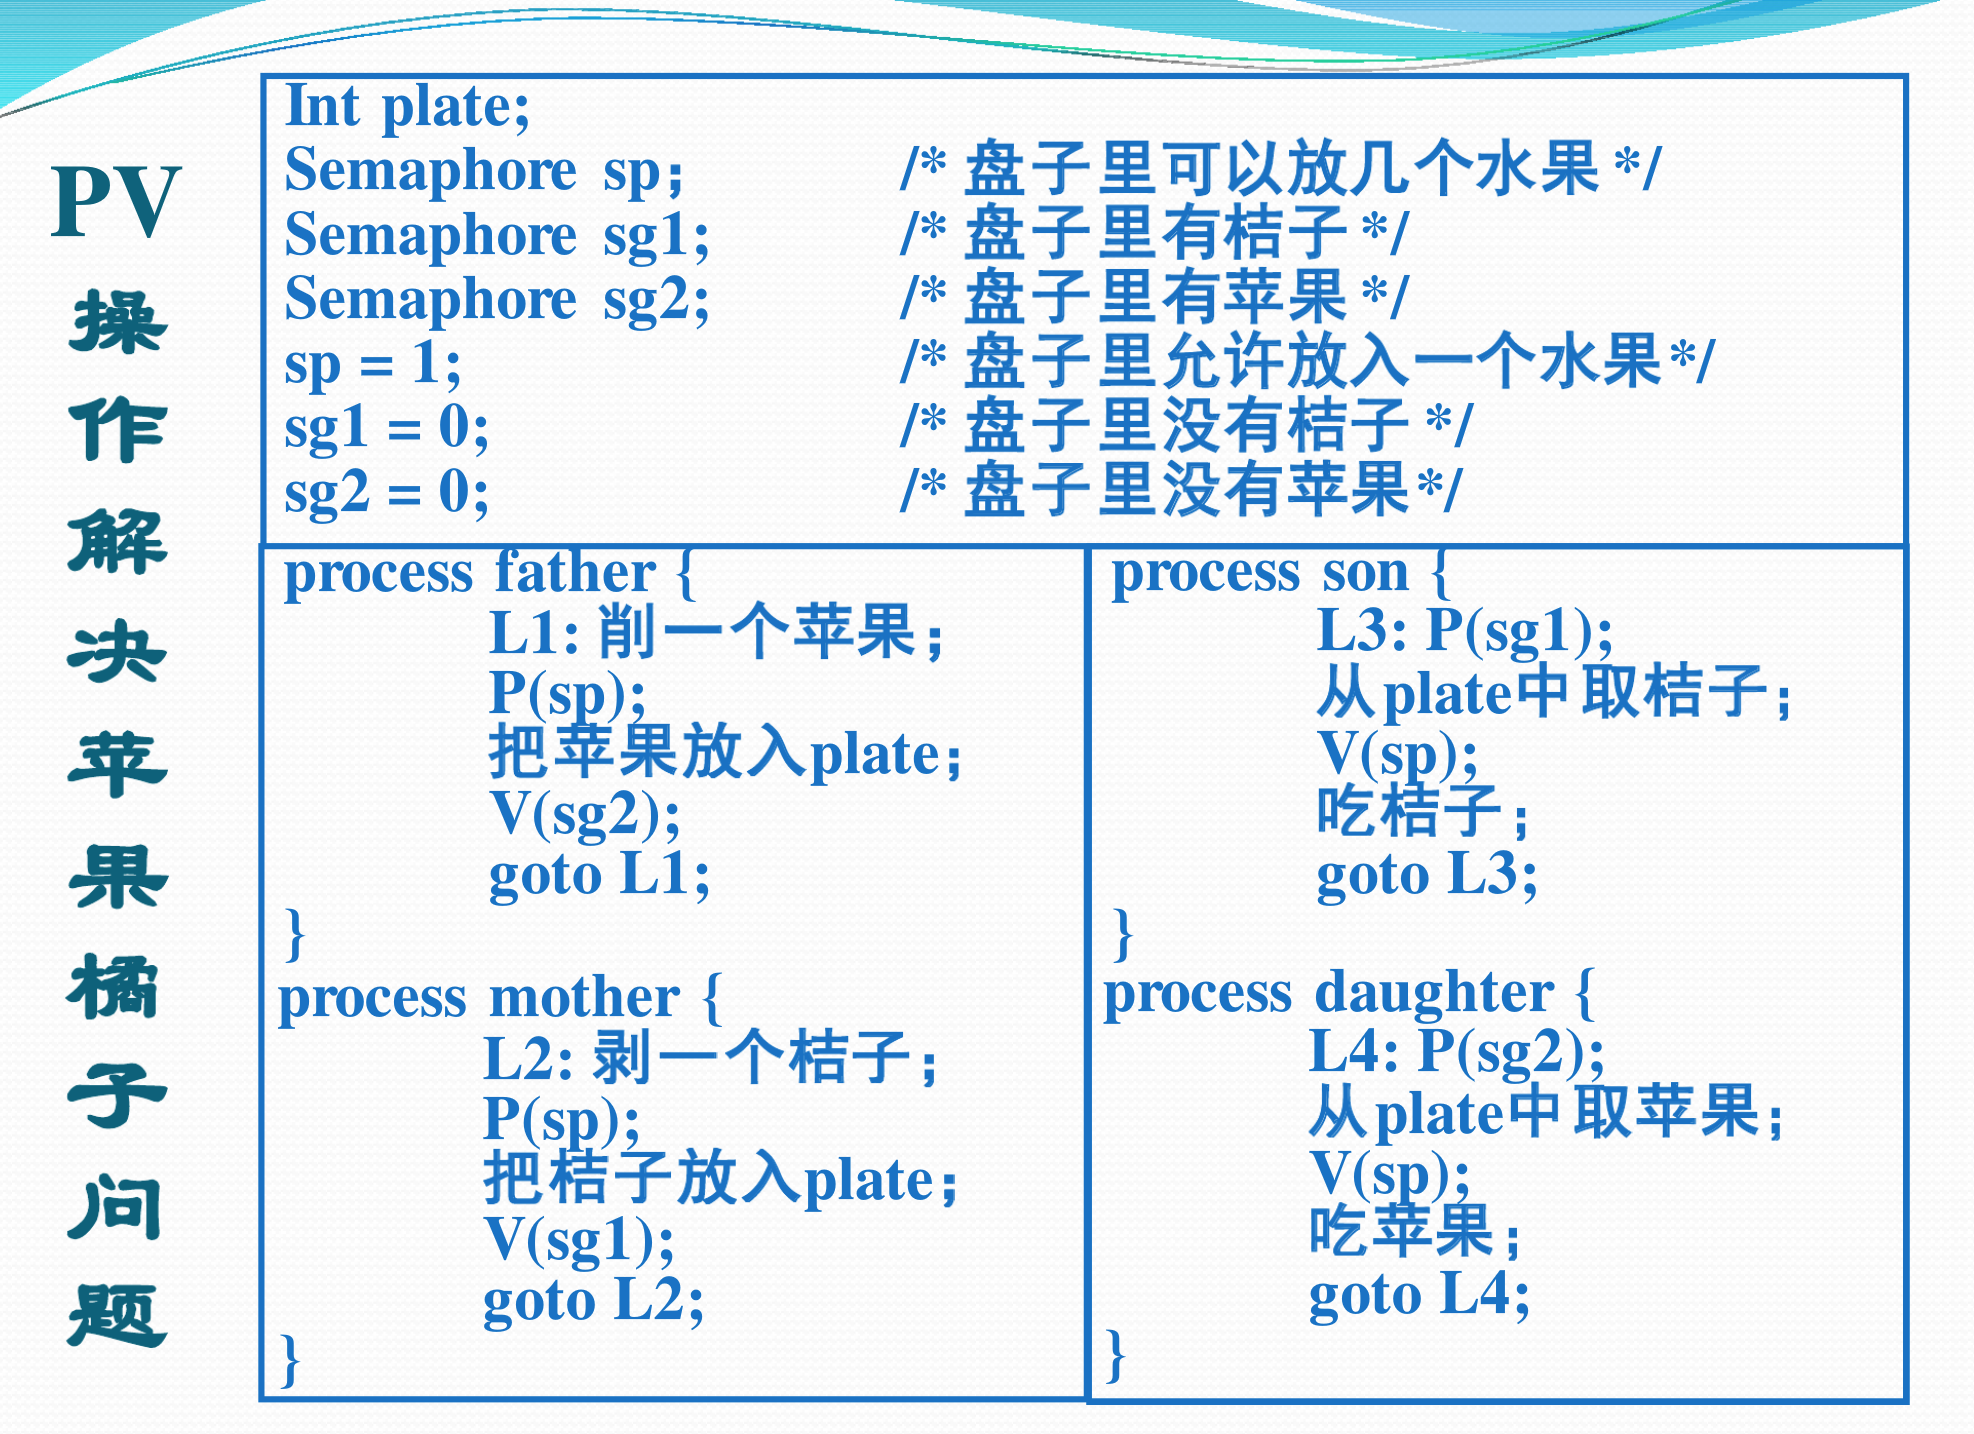 PV
操
作
解
决
苹
果
橘
子
问
题
Int plate;
Semaphore sp; /* 盘子里可以放几个水果 */
Semaphore sg1; /* 盘子里有桔子 */
Semaphore sg2; /* 盘子里有苹果 */
sp = 1; /* 盘子里允许放入一个水果*/
sg1 = 0; /* 盘子里没有桔子 */
sg2 = 0; /* 盘子里没有苹果*/
process father {
L1: 削一个苹果;
P(sp);
把苹果放入plate;
V(sg2);
goto L1;
}
process mother {
L2: 剥一个桔子;
P(sp);
把桔子放入plate;
V(sg1);
goto L2;
}
process son {
L3: P(sg1);
从plate中取桔子;
V(sp);
吃桔子;
goto L3;
}
process daughter {
L4: P(sg2);
从plate中取苹果;
V(sp);
吃苹果;
goto L4;
}